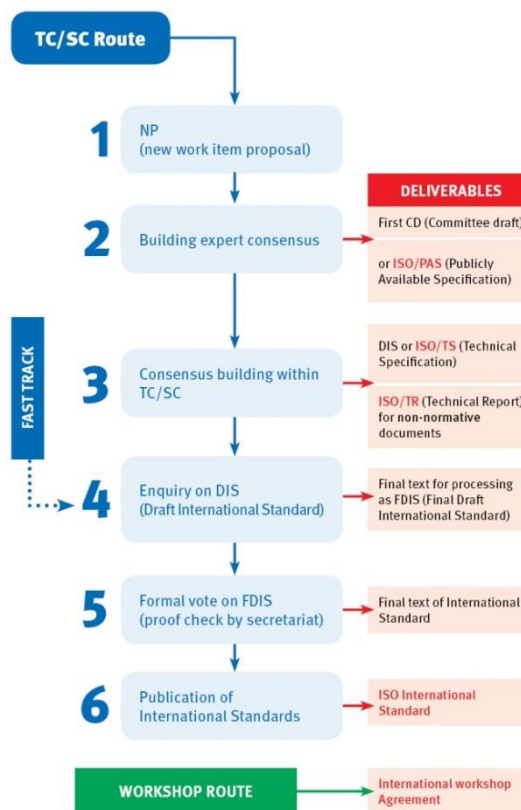 TC/SC Route
1
NP
(new work item proposal)
DELIVERABLES
2
Building expert consensus
First CD (Committee draft)
or ISO/PAS (Publicly
Available Specification)
FAST TRACK
3
Consensus building within
TC/SC
DIS or ISO/TS (Technical
Specification)
ISO/TR (Technical Report)
for non-normative
documents
4
Enquiry on DIS
(Draft International Standard)
Final text for processing
as FDIS (Final Draft
International Standard)
5
Formal vote on FDIS
(proof check by secretariat)
Final text of International
Standard
6
Publication of
International Standards
ISO International
Standard
WORKSHOP ROUTE
International workshop
Agreement